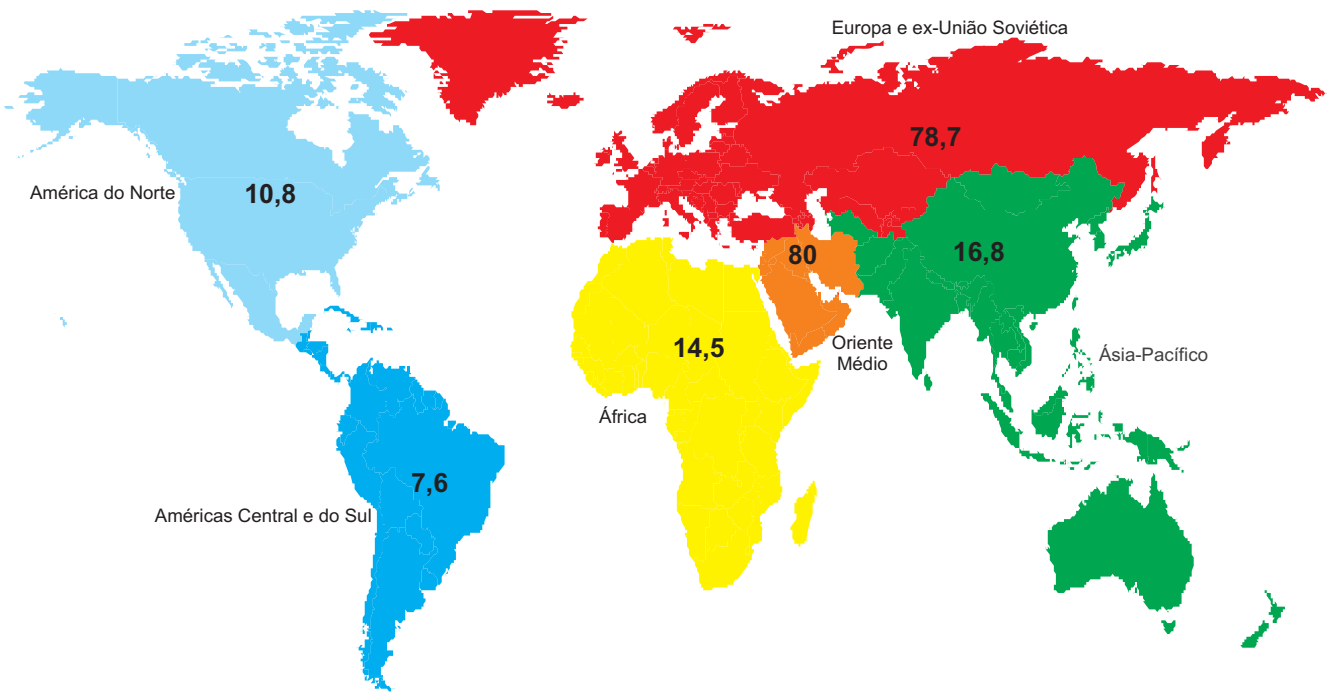 Europa e ex-União Soviética
78,7
América do Norte
10,8
80
16,8
Oriente
Médio
14,5
Ásia-Pacífico
África
7,6
Américas Central e do Sul